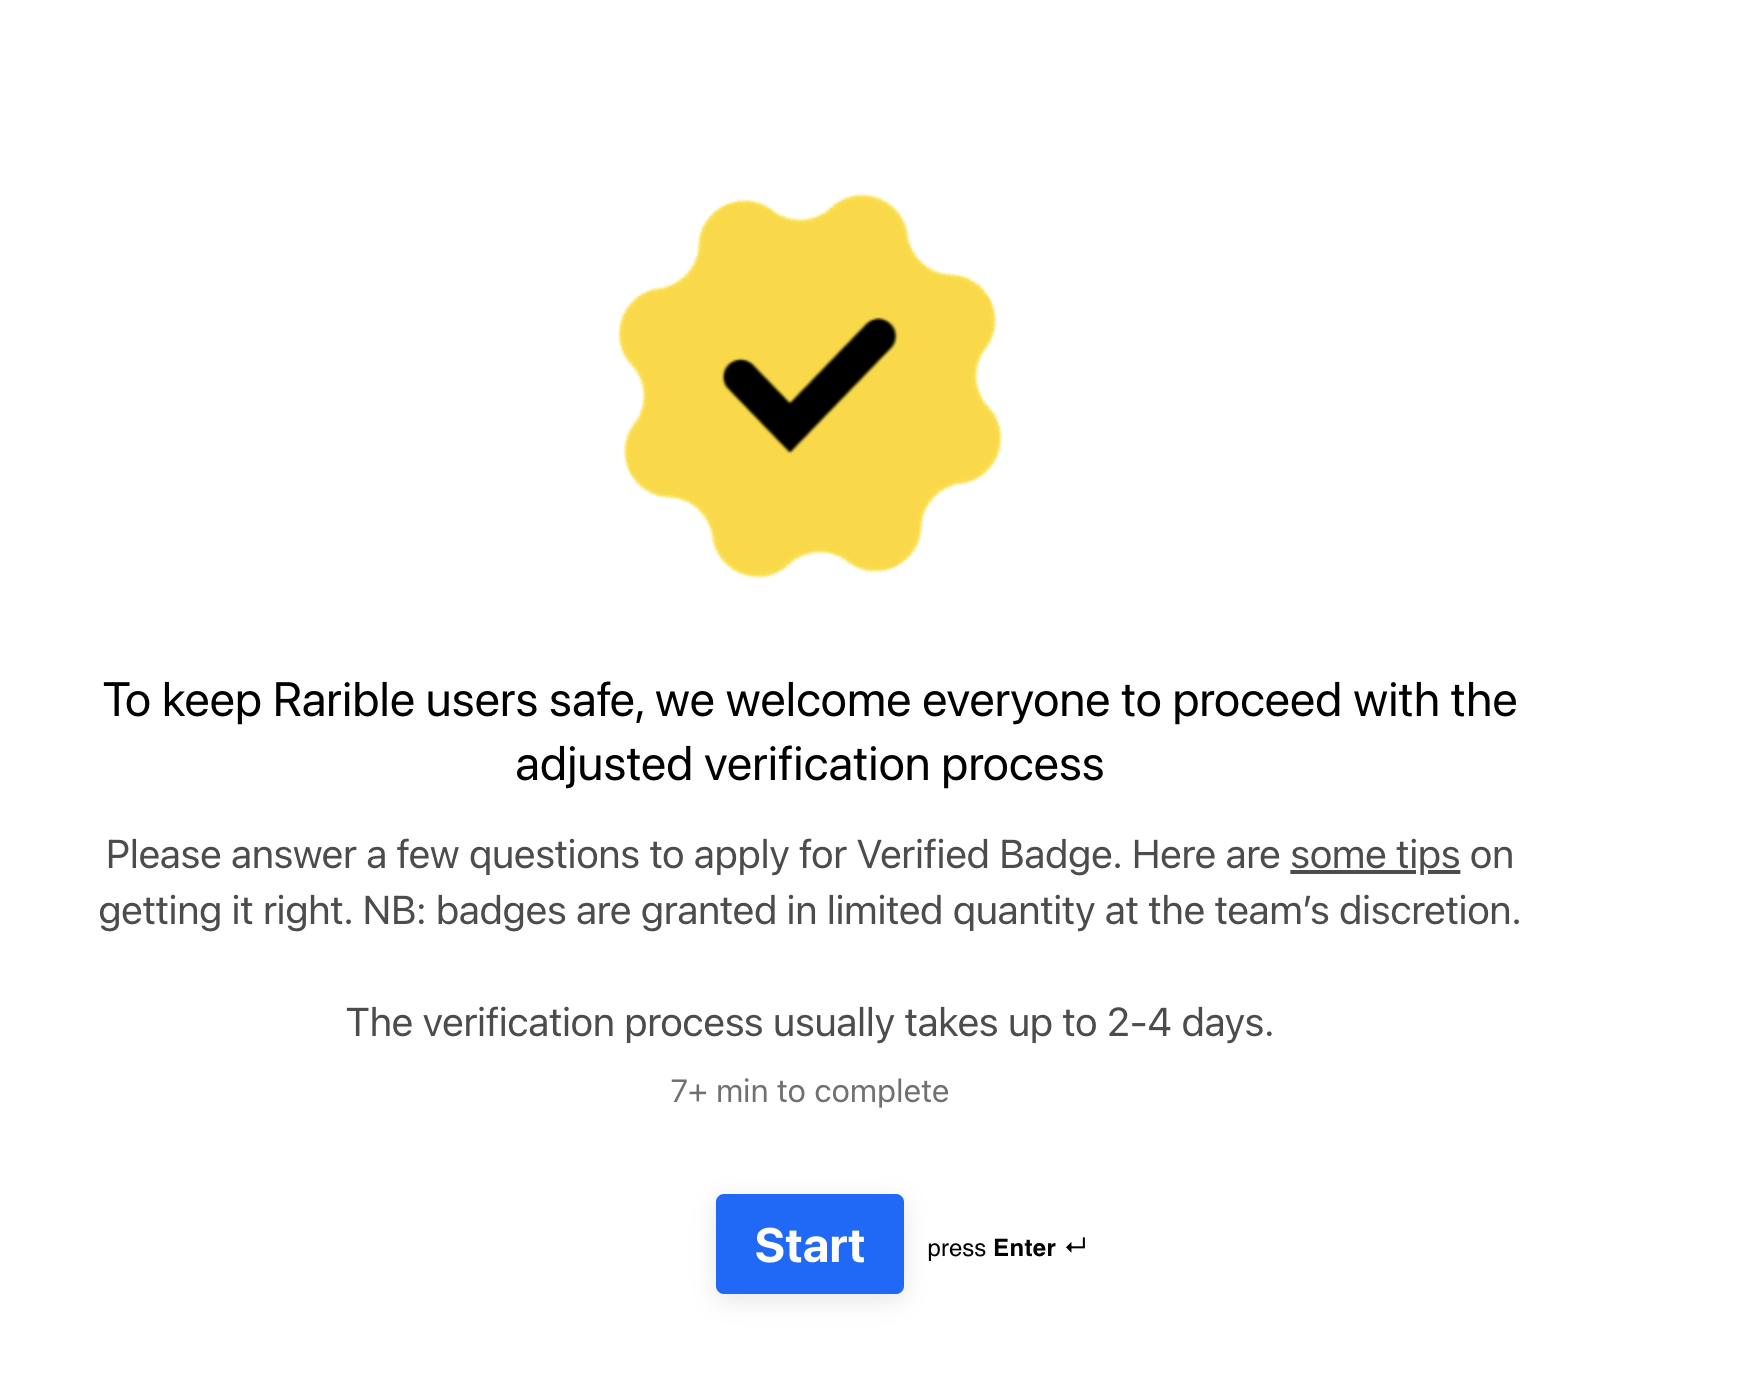 To keep Rarible users safe, we welcome everyone to proceed with the
adjusted verification process
Please answer a few questions to apply for Verified Badge. Here are some tips on
getting it right. NB: badges are granted in limited quantity at the team’s discretion.
The verification process usually takes up to 2-4 days.
7+ min to complete
Start press Enter ↵